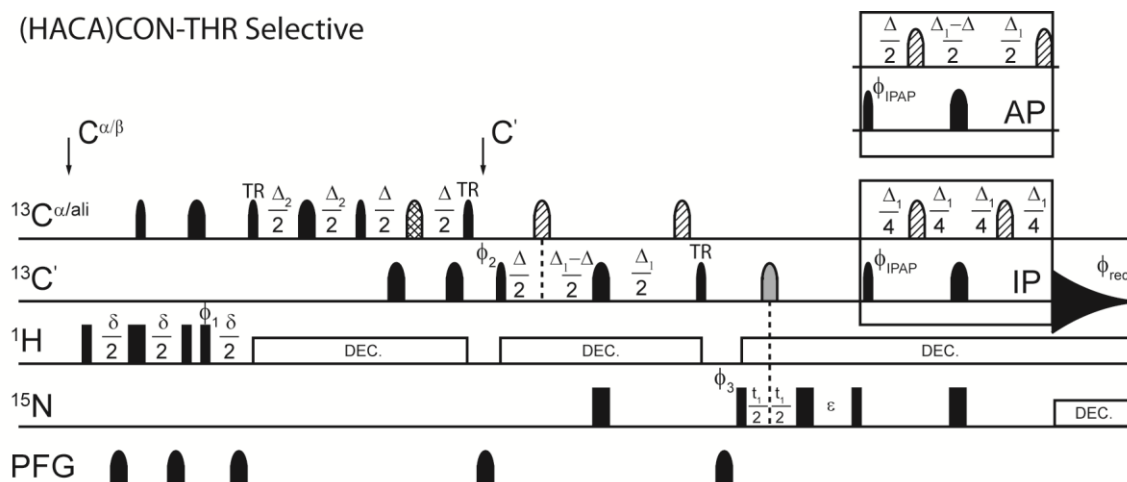 (HACA)CON-THR Selective
Δ/2 Δ₁–Δ/2 Δ₁/2
ϕIPAP AP
Cα/β C'
13Cα/ali TR Δ₂/2 Δ₂/2 Δ/2 Δ/2 TR Δ₁/4 Δ₁/4 Δ₁/4 Δ₁/4
13C' ϕ₂ Δ/2 Δ₁–Δ/2 Δ₁/2 TR ϕIPAP IP ϕrec
1H δ/2 δ/2 ϕ₁ δ/2 DEC. DEC. DEC.
15N ϕ₃ t₁/2 t₁/2 ε DEC.
PFG